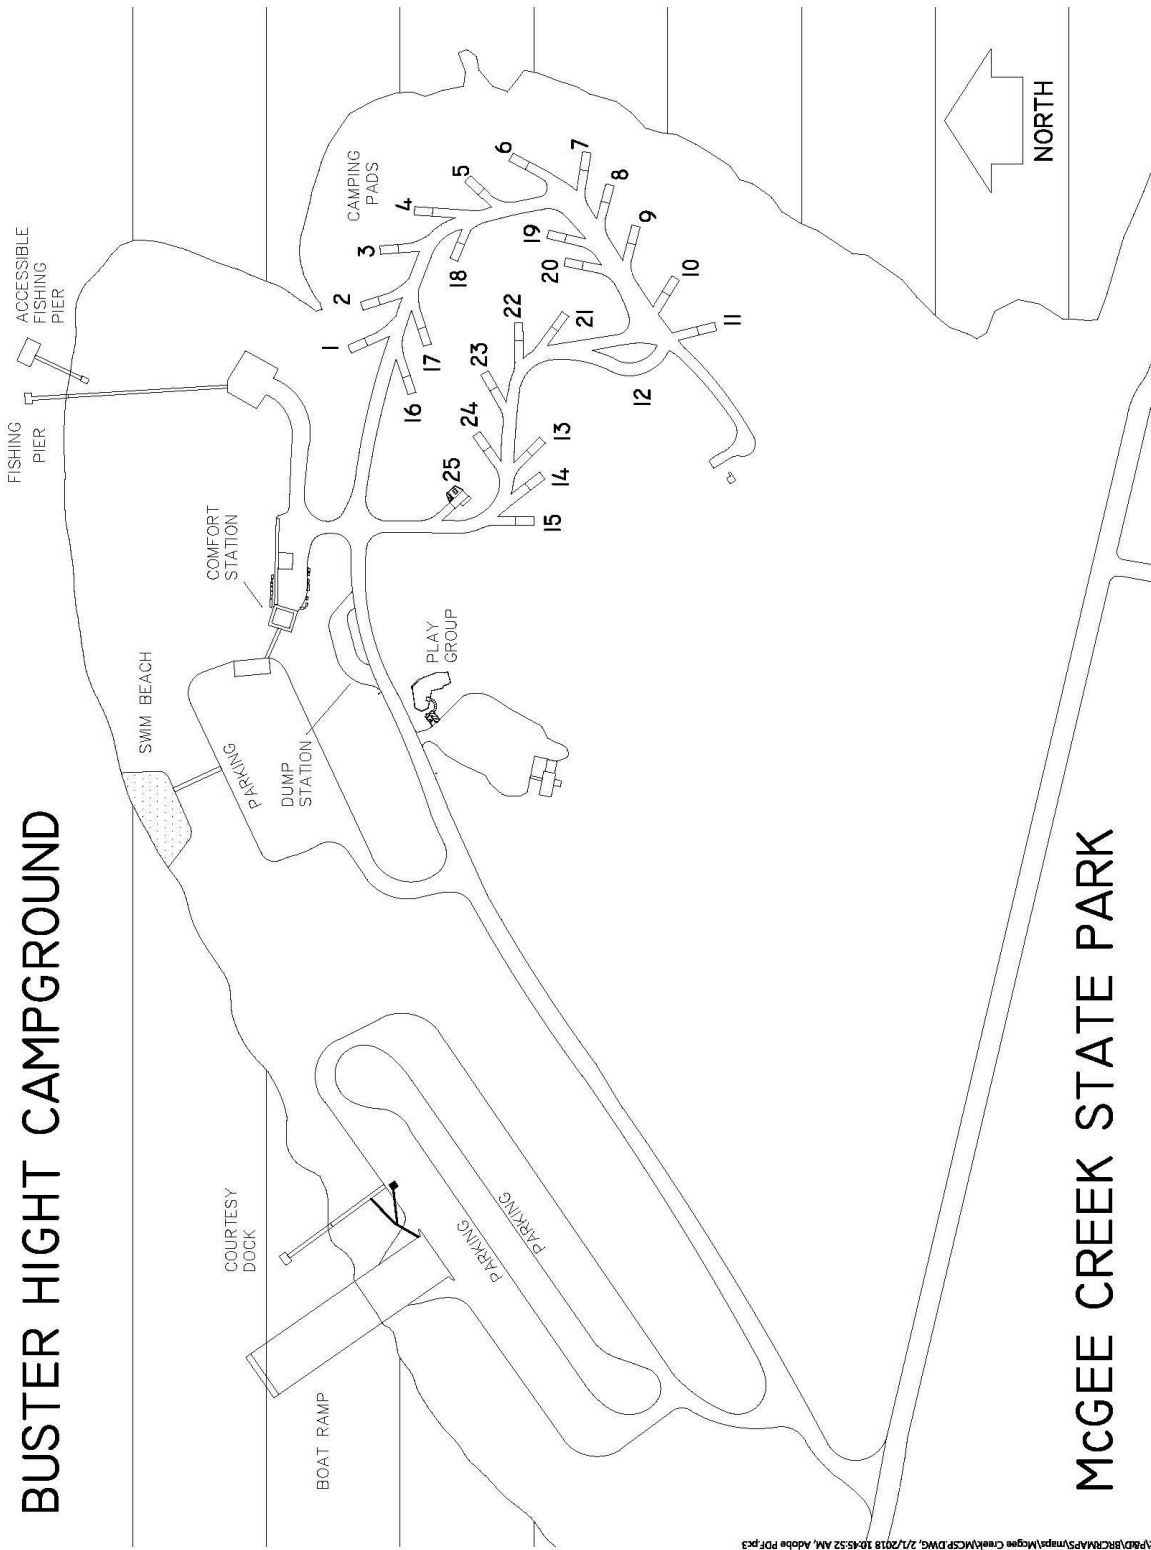 BUSTER HIGHT CAMPGROUND
FISHING
PIER
ACCESSIBLE
FISHING
PIER
COMFORT
STATION
SWIM BEACH
PARKING
DUMP
STATION
PLAY
GROUP
CAMPING
PADS
1
2
3
4
5
6
7
8
9
10
11
12
13
14
15
16
17
18
19
20
21
22
23
24
25
COURTESY
DOCK
BOAT RAMP
PARKING
PARKING
NORTH
McGEE CREEK STATE PARK
\P&D\BRCRMAPS\maps\McGee Creek\MCSP.DWG, 2/1/2018 10:45:52 AM, Adobe PDF.pc3